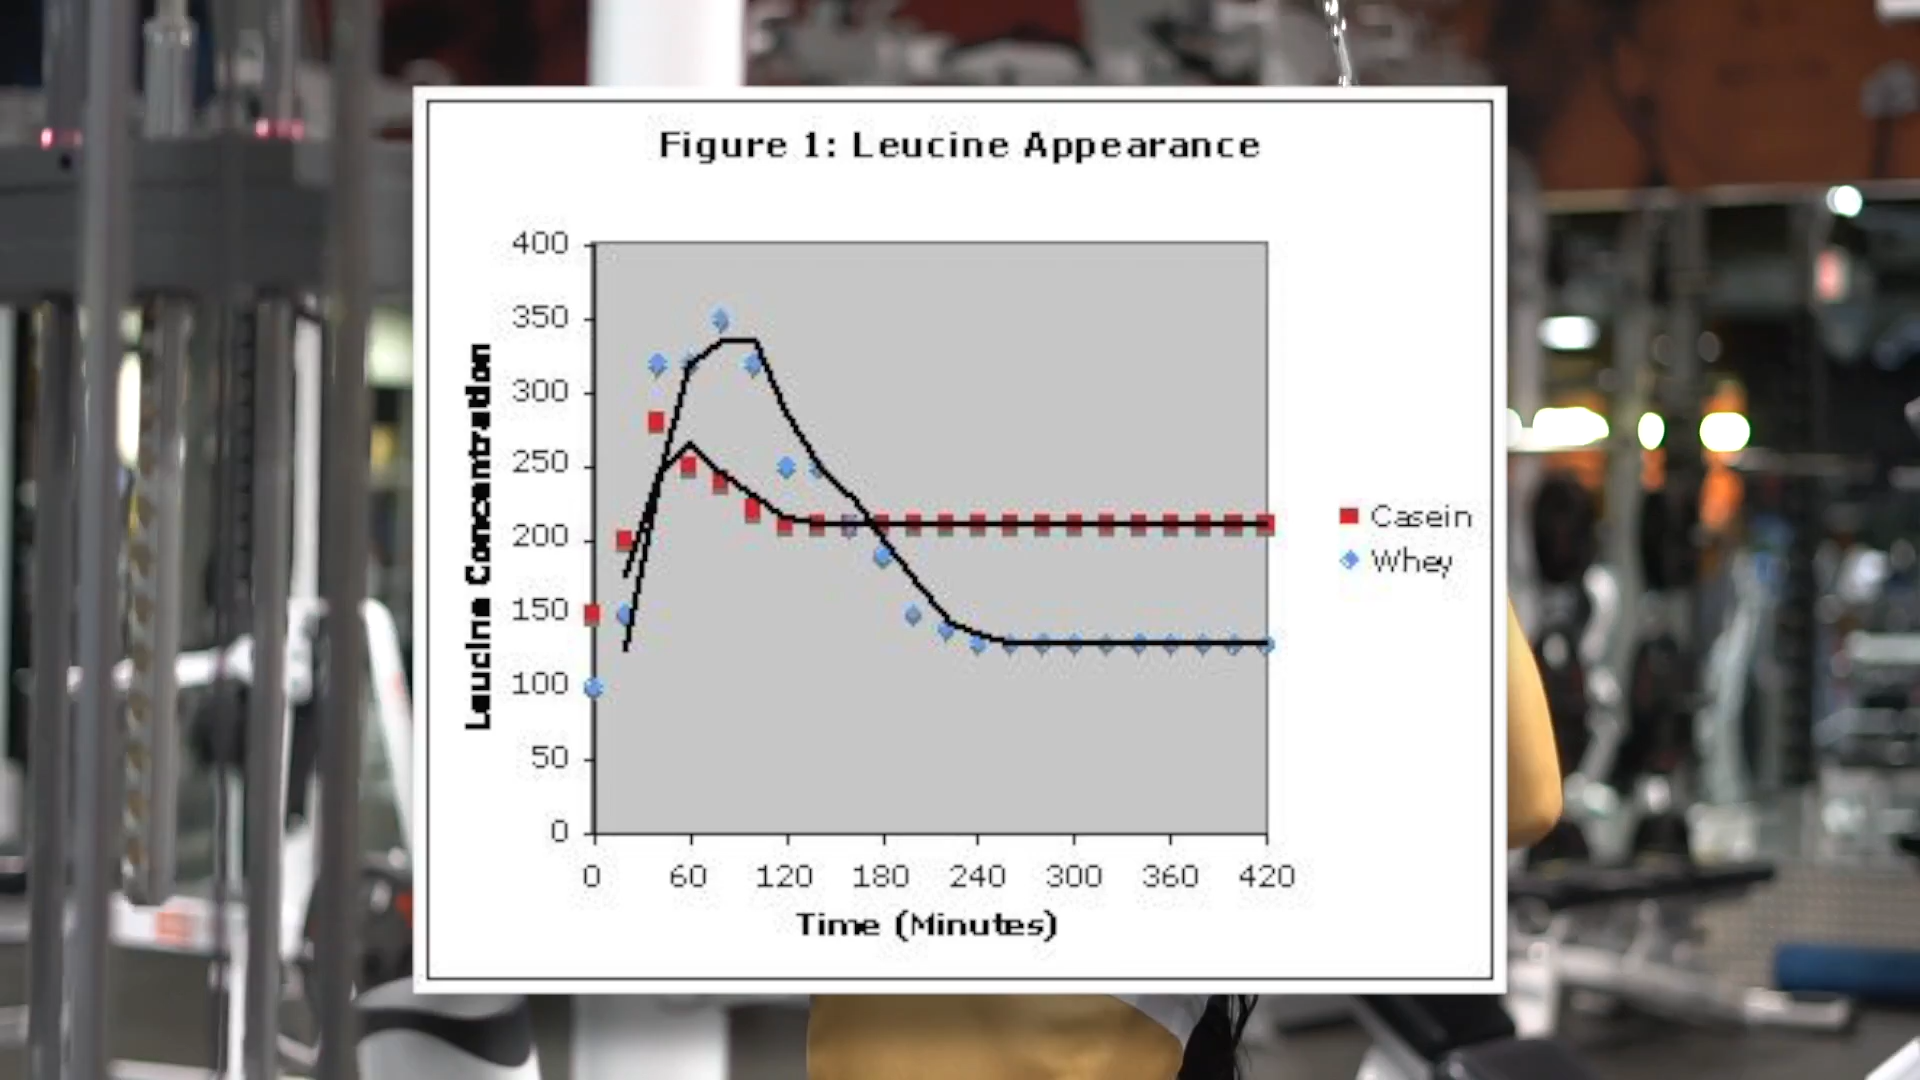 Figure 1: Leucine Appearance
Leucine Concentration
400
350
300
250
200
150
100
50
0
0 60 120 180 240 300 360 420
Time (Minutes)
Casein
Whey